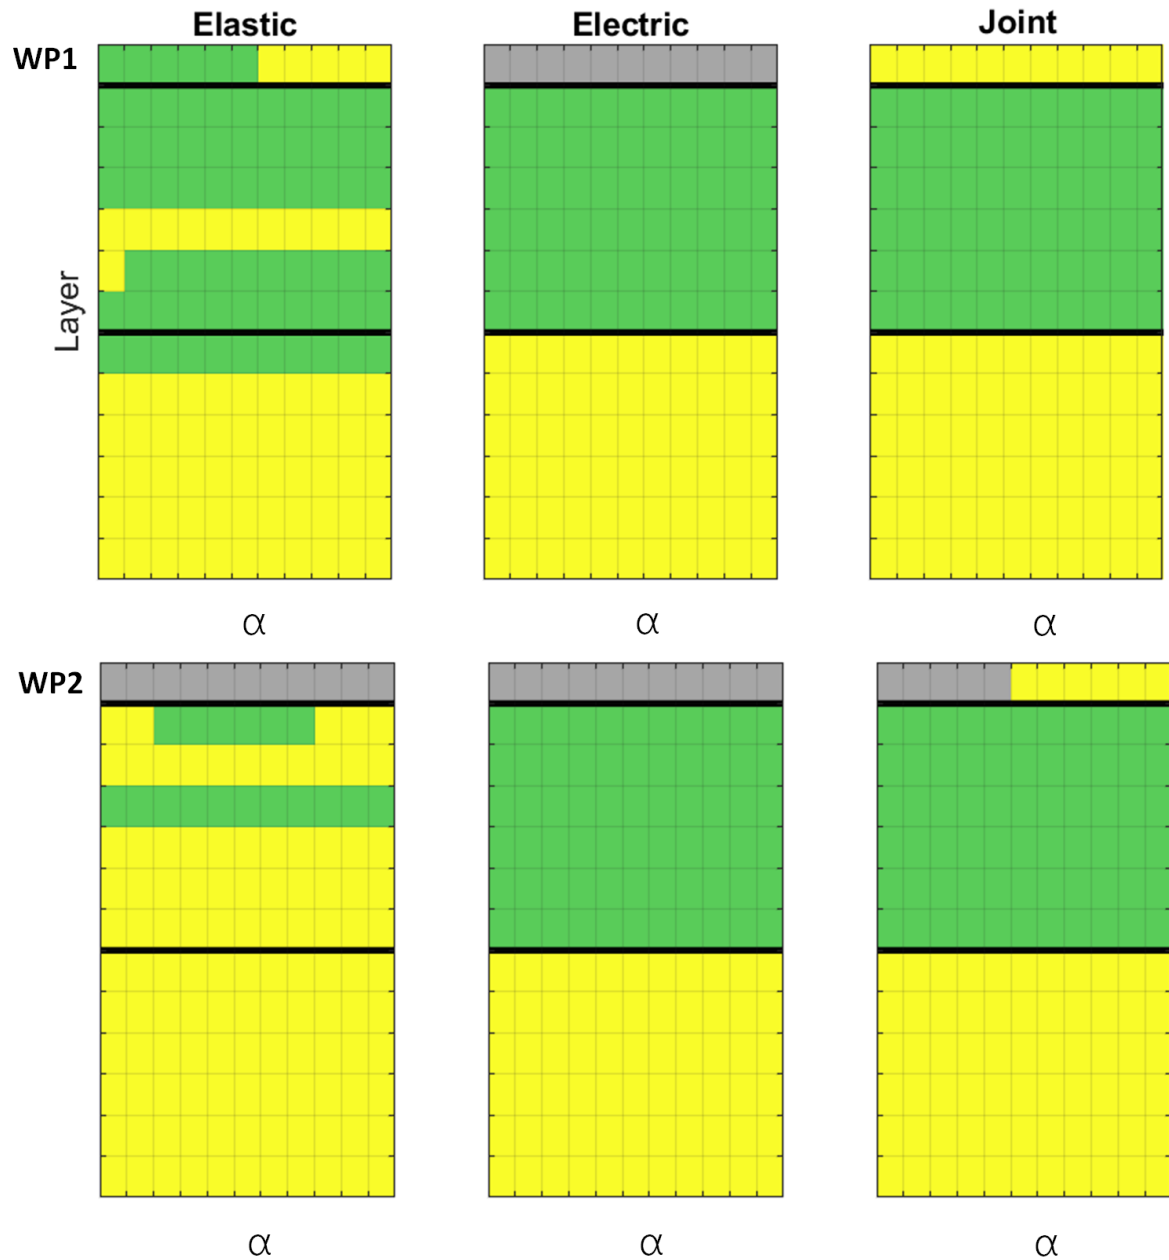 Elastic Electric Joint
WP1
Layer
α α α
WP2
α α α